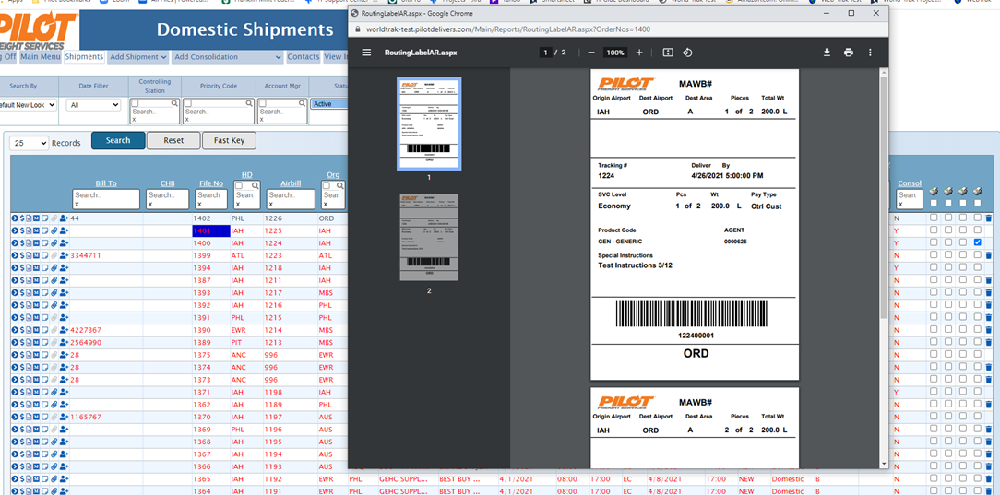 PILOT
FREIGHT SERVICES
Domestic Shipments
g Off Main Menu Shipments Add Shipment Add Consolidation Contacts View In
Search By
Date Filter
Controlling Station
Priority Code
Account Mgr
Statu
efault New Look
All
Search.. x
Search.. x
Search.. x
Active
25 Records Search Reset Fast Key
Bill To CHB File No HD Airbill Org Consol
Search.. x Search.. x Search.. x Search.. x Search.. x Search.. x Search.. x
44 1402 PHL 1226 ORD N
1401 IAH 1225 IAH Y
1400 IAH 1224 IAH Y
3344711 1399 ATL 1223 ATL N
1394 IAH 1218 IAH Y
1387 IAH 1211 IAH N
1393 IAH 1217 MBS N
1392 IAH 1216 PHL N
1391 IAH 1215 PHL N
4227367 1390 EWR 1214 MBS N
2564990 1389 PIT 1213 MBS N
28 1375 ANC 996 EWR N
28 1374 ANC 996 EWR N
28 1373 ANC 996 EWR N
1371 IAH 1198 IAH Y
1362 IAH 1189 PHL N
1165767 1370 IAH 1197 AUS N
1369 PHL 1196 AUS N
1368 IAH 1195 AUS N
1367 IAH 1194 AUS N
1366 IAH 1193 AUS N
1365 IAH 1192 EWR PHL GEHC SUPPL... BEST BUY ... 4/1/2021 08:00 17:00 EC 4/8/2021 17:00 NEW Domestic B N
1364 IAH 1191 EWR PHL GEHC SUPPL... BEST BUY ... 4/1/2021 08:00 17:00 EC 4/8/2021 17:00 NEW Domestic B N
RoutingLabelAR.aspx - Google Chrome
worldtrak-test.pilotdelivers.com/Main/Reports/RoutingLabelAR.aspx?OrderNos=1400
RoutingLabelAR.aspx 1 / 2 − 100% +
1
2
PILOT
FREIGHT SERVICES
MAWB#
Origin Airport Dest Airport Dest Area Pieces Total Wt
IAH ORD A 1 of 2 200.0 L
Tracking # Deliver By
1224 4/26/2021 5:00:00 PM
SVC Level Pcs Wt Pay Type
Economy 1 of 2 200.0 L Ctrl Cust
Product Code AGENT
GEN - GENERIC 0000626
Special Instructions
Test Instructions 3/12
122400001
ORD
PILOT
FREIGHT SERVICES
MAWB#
Origin Airport Dest Airport Dest Area Pieces Total Wt
IAH ORD A 2 of 2 200.0 L